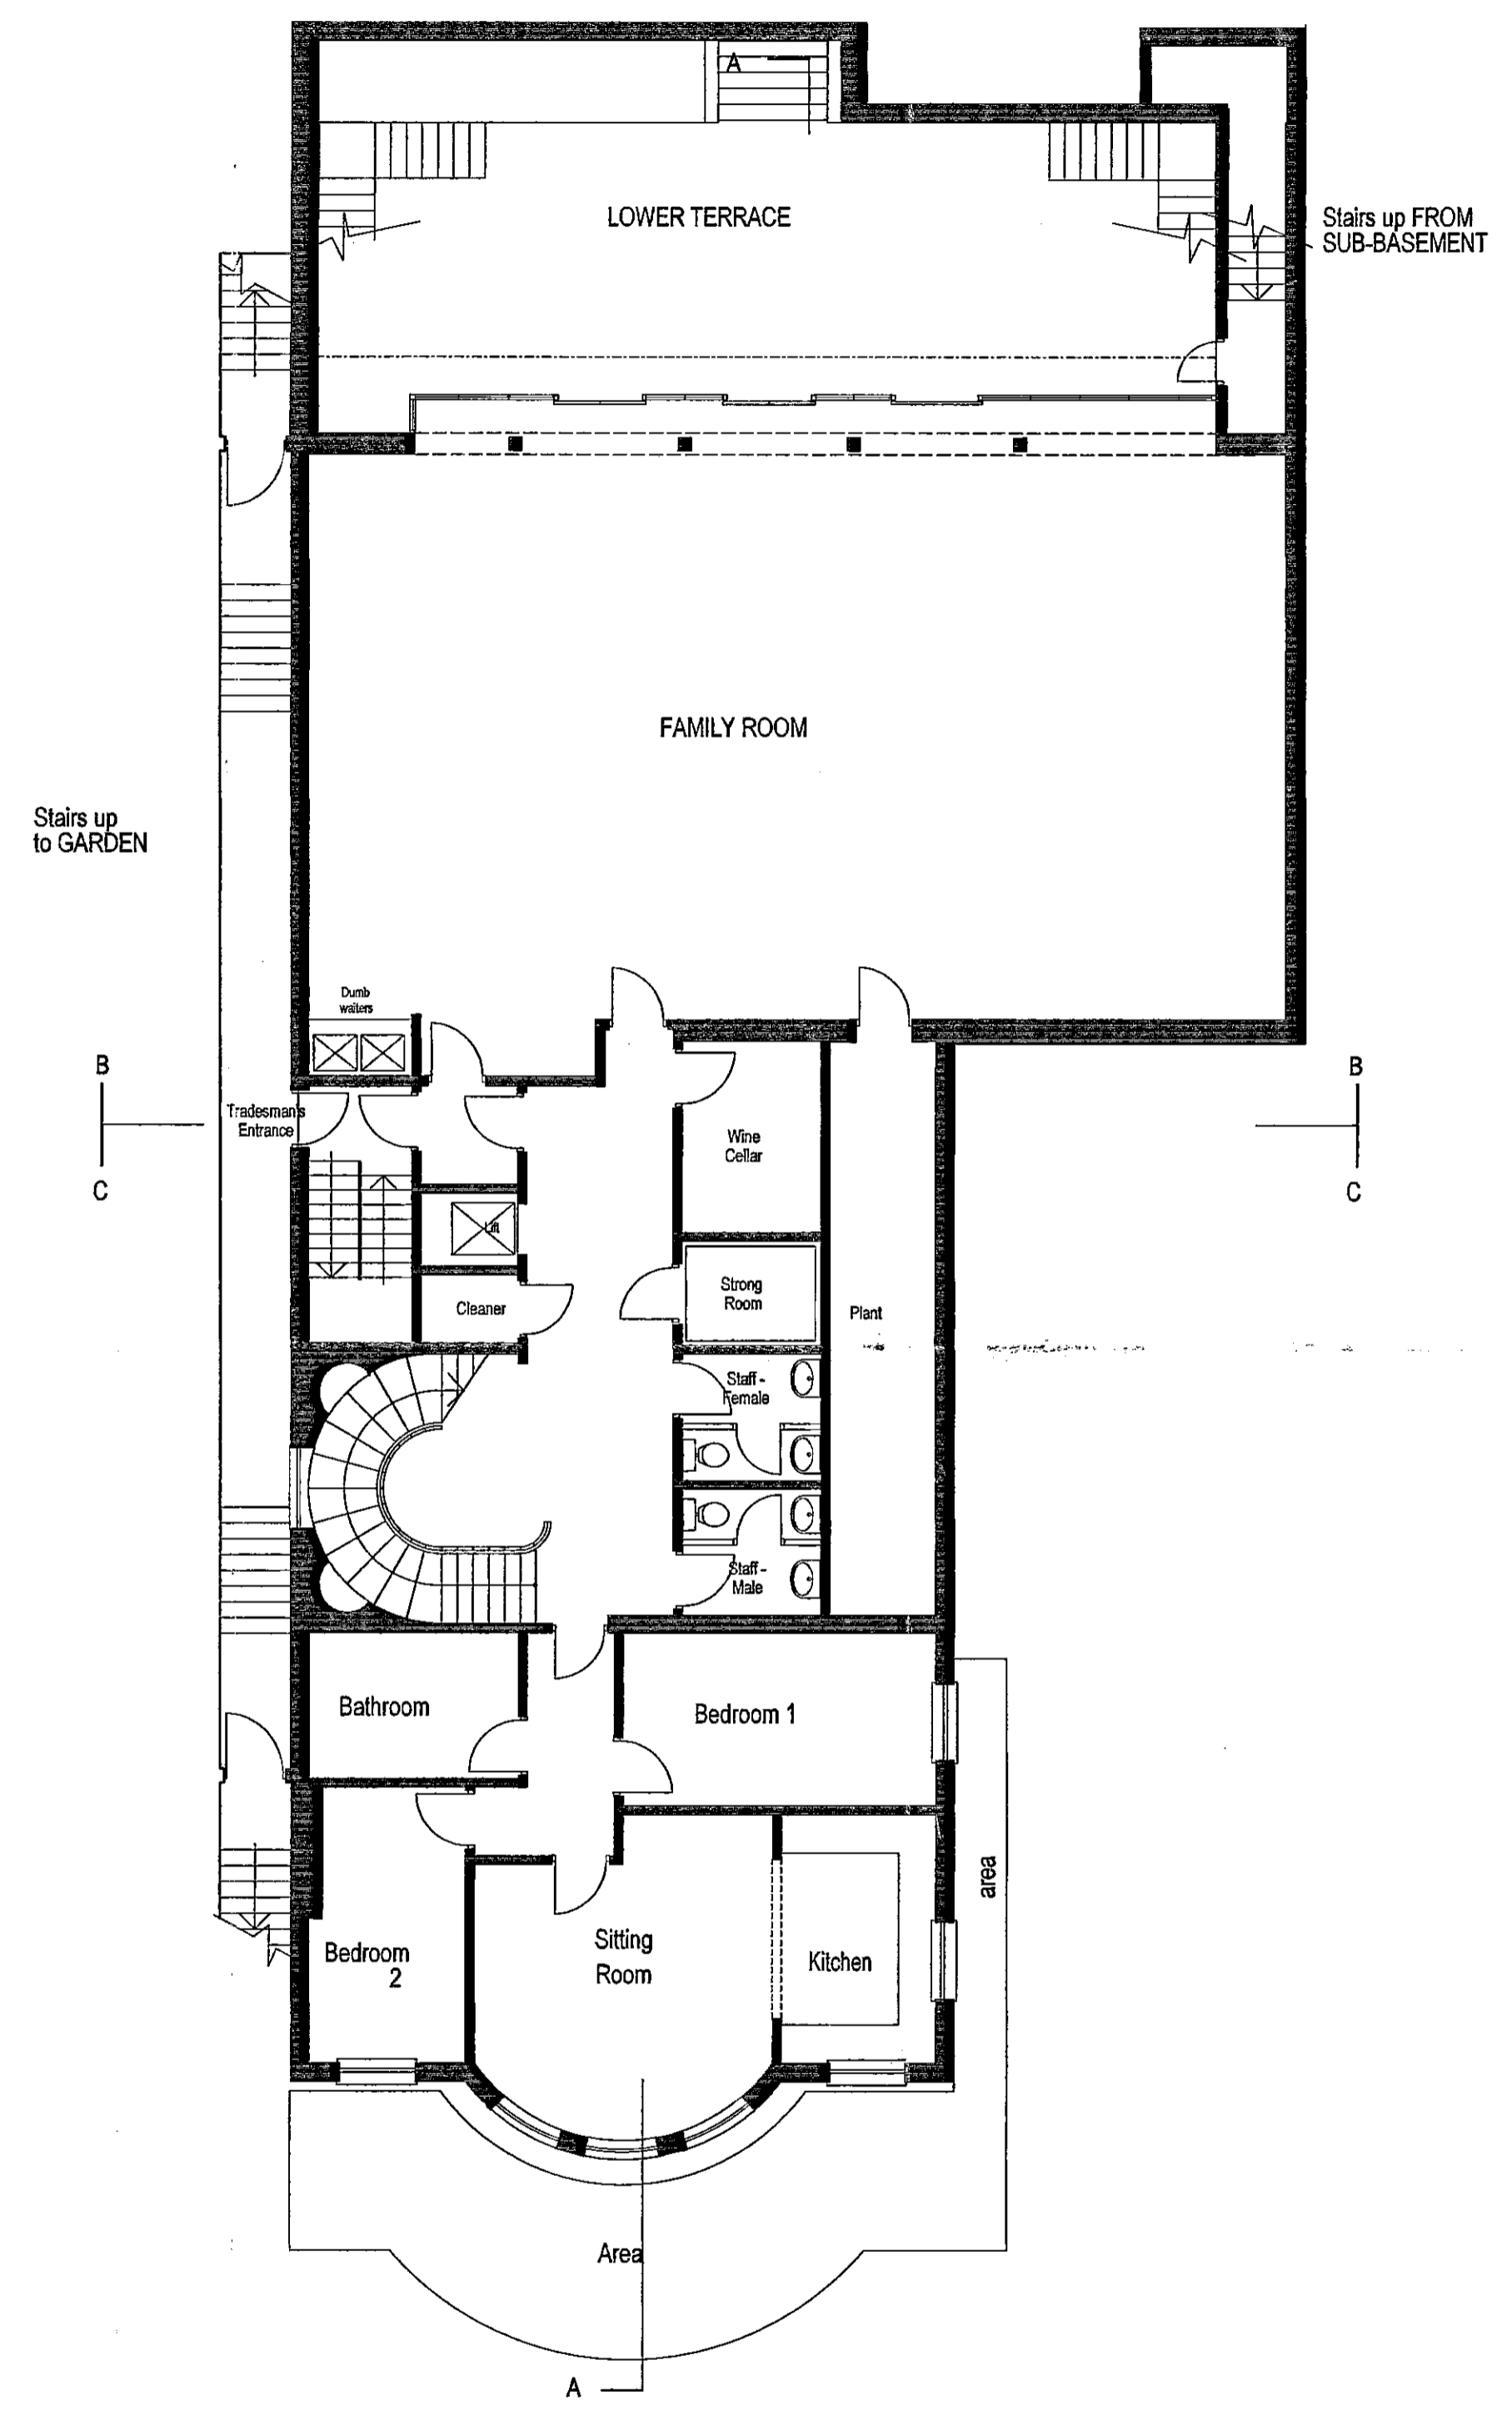 A
LOWER TERRACE
Stairs up FROM
SUB-BASEMENT
FAMILY ROOM
Stairs up
to GARDEN
Dumb
waiters
B
B
Tradesman's
Entrance
Wine
Cellar
C
C
Lift
Strong
Room
Cleaner
Plant
Staff -
Female
Staff -
Male
Bathroom
Bedroom 1
area
Sitting
Room
Bedroom
2
Kitchen
Area
A